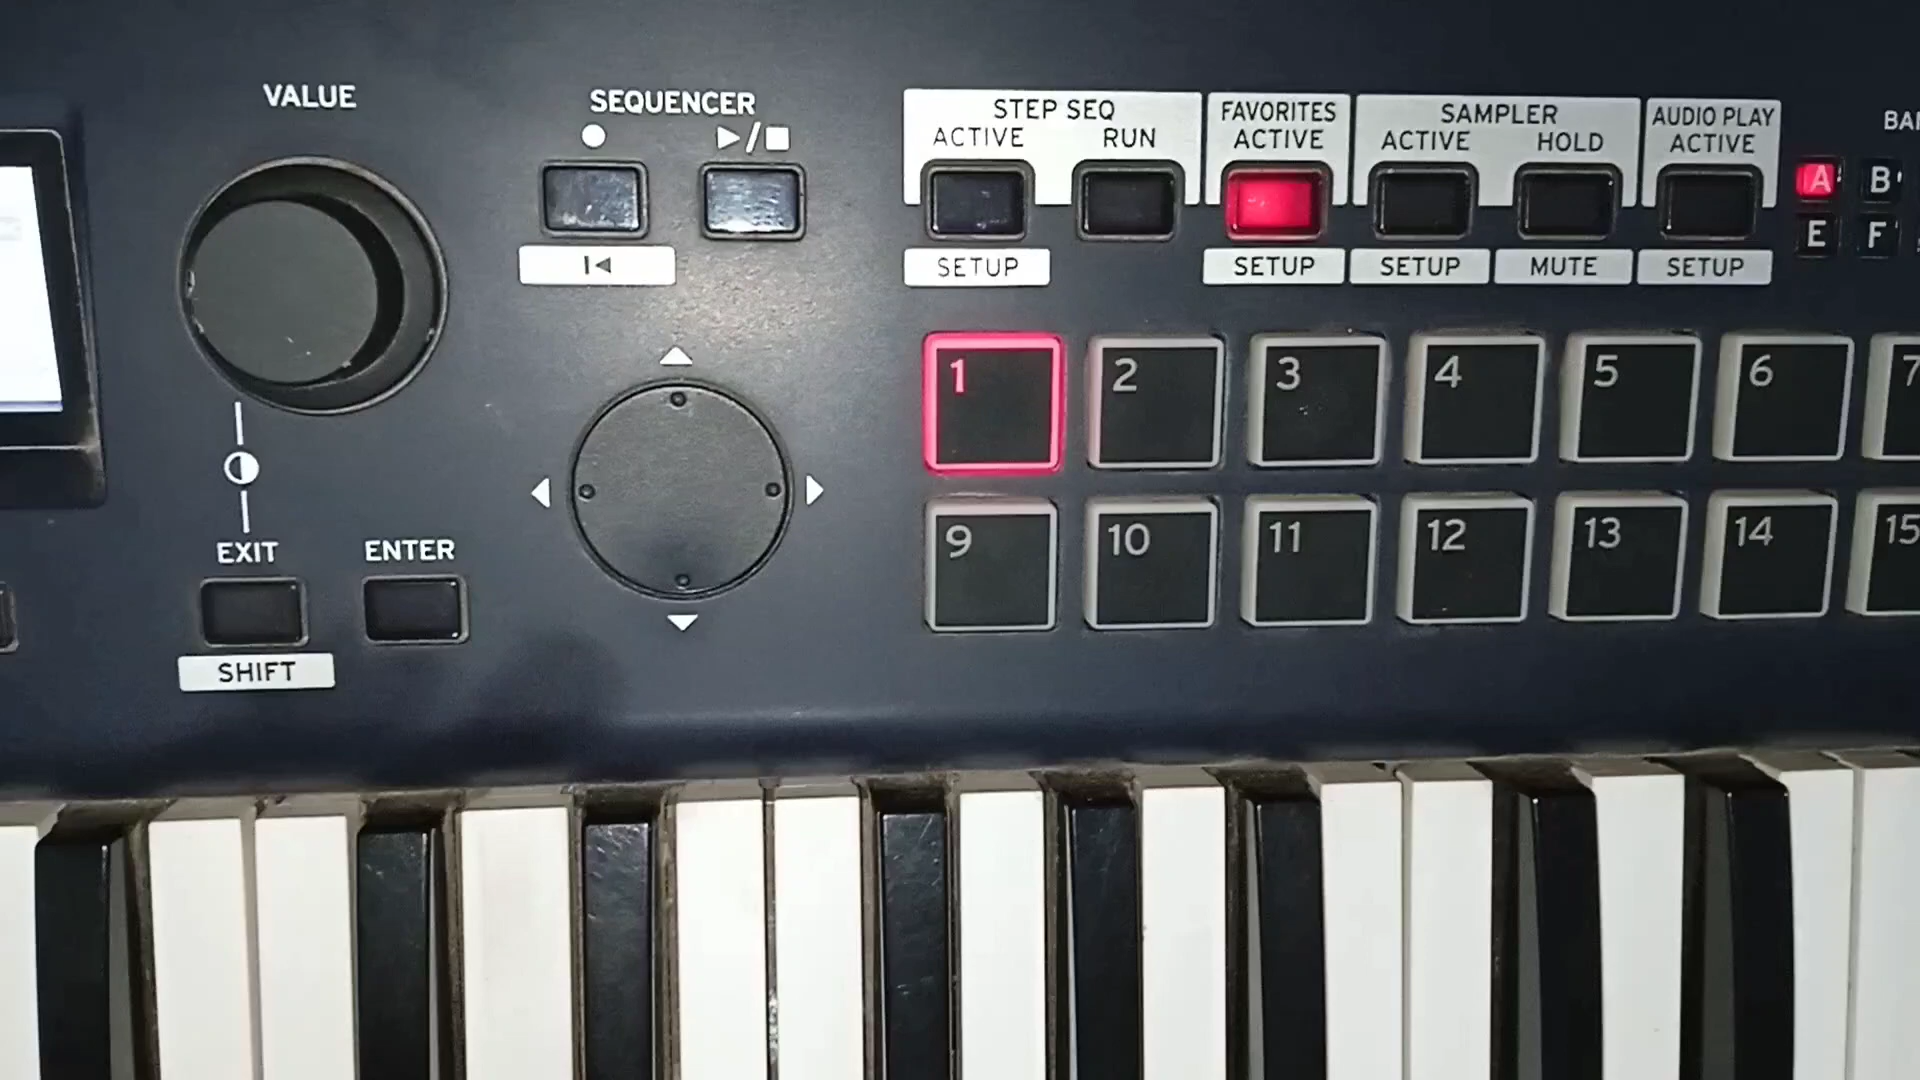 VALUE
SEQUENCER
STEP SEQ
ACTIVE RUN
FAVORITES
ACTIVE
SAMPLER
ACTIVE HOLD
AUDIO PLAY
ACTIVE
A B
E F
SETUP
SETUP
SETUP
MUTE
SETUP
1 2 3 4 5 6 7
9 10 11 12 13 14 15
EXIT ENTER
SHIFT